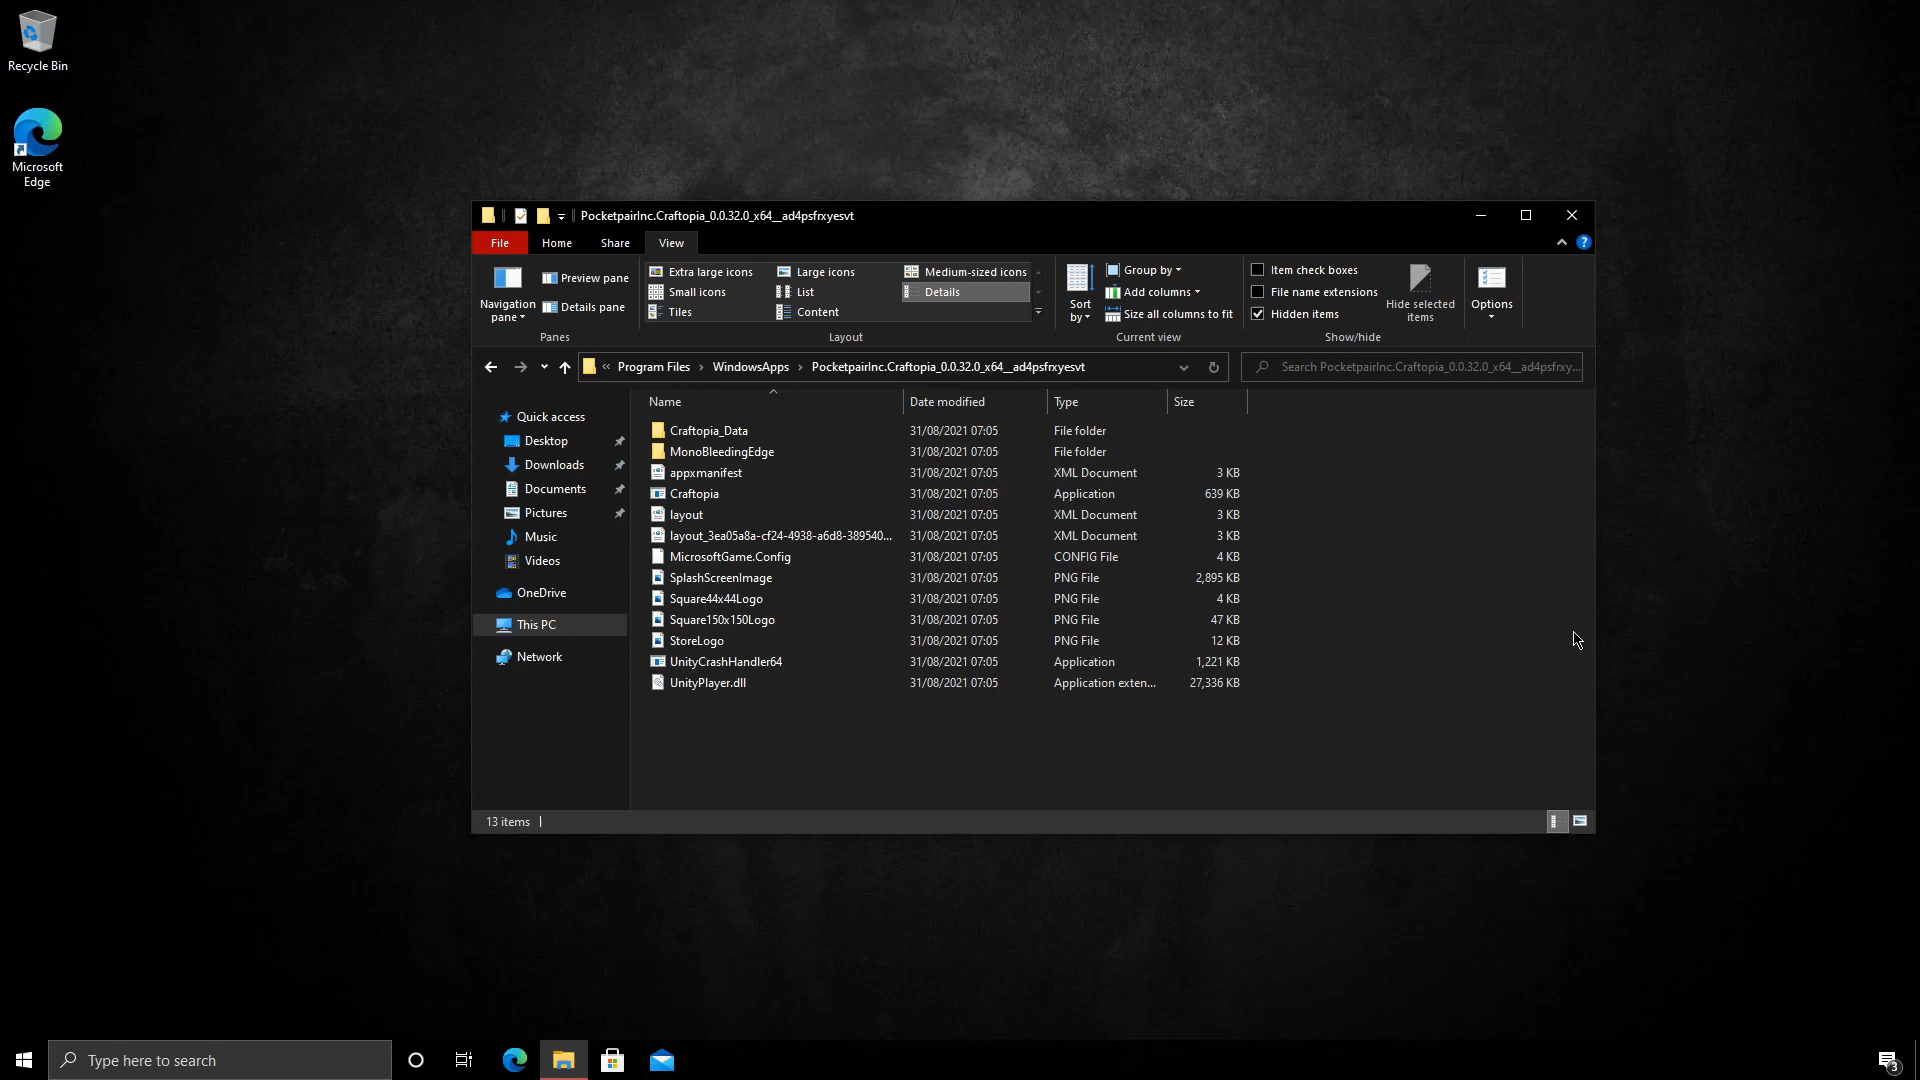 Recycle Bin
Microsoft
Edge
PocketpairInc.Craftopia_0.0.32.0_x64__ad4psfrxyesvt
File
Home
Share
View
Navigation
pane
Preview pane
Details pane
Panes
Extra large icons
Large icons
Medium-sized icons
Small icons
List
Details
Tiles
Content
Layout
Sort
by
Group by
Add columns
Size all columns to fit
Current view
Item check boxes
File name extensions
Hidden items
Hide selected
items
Show/hide
Options
« Program Files > WindowsApps > PocketpairInc.Craftopia_0.0.32.0_x64__ad4psfrxyesvt
Search PocketpairInc.Craftopia_0.0.32.0_x64__ad4psfrxy...
Quick access
Desktop
Downloads
Documents
Pictures
Music
Videos
OneDrive
This PC
Network
Name Date modified Type Size
Craftopia_Data 31/08/2021 07:05 File folder
MonoBleedingEdge 31/08/2021 07:05 File folder
appxmanifest 31/08/2021 07:05 XML Document 3 KB
Craftopia 31/08/2021 07:05 Application 639 KB
layout 31/08/2021 07:05 XML Document 3 KB
layout_3ea05a8a-cf24-4938-a6d8-389540... 31/08/2021 07:05 XML Document 3 KB
MicrosoftGame.Config 31/08/2021 07:05 CONFIG File 4 KB
SplashScreenImage 31/08/2021 07:05 PNG File 2,895 KB
Square44x44Logo 31/08/2021 07:05 PNG File 4 KB
Square150x150Logo 31/08/2021 07:05 PNG File 47 KB
StoreLogo 31/08/2021 07:05 PNG File 12 KB
UnityCrashHandler64 31/08/2021 07:05 Application 1,221 KB
UnityPlayer.dll 31/08/2021 07:05 Application exten... 27,336 KB
13 items
Type here to search
3